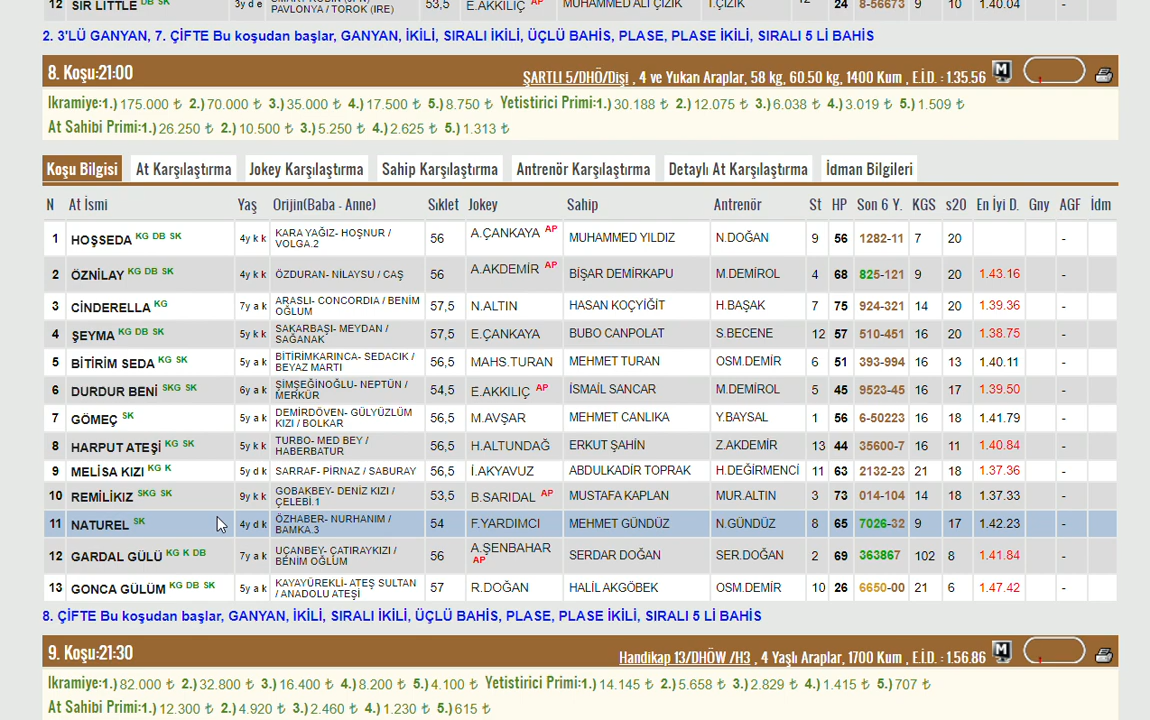 12 SIR LITTLE DB SK 3y d e PAVLONYA / TOROK (IRE) 53,5 E.AKKILIÇ AP MUHAMMED ALİ ÇIZIK İ.ÇIZIK 12 24 8-56673 9 10 1.40.04 -
2. 3'LÜ GANYAN, 7. ÇİFTE Bu koşudan başlar, GANYAN, İKİLİ, SIRALI İKİLİ, ÜÇLÜ BAHİS, PLASE, PLASE İKİLİ, SIRALI 5 Lİ BAHİS
8. Koşu:21:00 ŞARTLI 5/DHÖ/Dişi , 4 ve Yukarı Araplar, 58 kg, 60.50 kg, 1400 Kum , E.İ.D. : 1.35.56 M
İkramiye:1.) 175.000 ₺ 2.) 70.000 ₺ 3.) 35.000 ₺ 4.) 17.500 ₺ 5.) 8.750 ₺ Yetistirici Primi:1.) 30.188 ₺ 2.) 12.075 ₺ 3.) 6.038 ₺ 4.) 3.019 ₺ 5.) 1.509 ₺
At Sahibi Primi:1.) 26.250 ₺ 2.) 10.500 ₺ 3.) 5.250 ₺ 4.) 2.625 ₺ 5.) 1.313 ₺
Koşu Bilgisi At Karşılaştırma Jokey Karşılaştırma Sahip Karşılaştırma Antrenör Karşılaştırma Detaylı At Karşılaştırma İdman Bilgileri
N At İsmi Yaş Orijin(Baba - Anne) Sıklet Jokey Sahip Antrenör St HP Son 6 Y. KGS s20 En İyi D. Gny AGF İdm
1 HOŞSEDA KG DB SK 4y k k KARA YAĞIZ- HOŞNUR / VOLGA.2 56 A.ÇANKAYA AP MUHAMMED YILDIZ N.DOĞAN 9 56 1282-11 7 20 -
2 ÖZNİLAY KG DB SK 4y k k ÖZDURAN- NİLAYSU / CAŞ 56 A.AKDEMİR AP BİŞAR DEMİRKAPU M.DEMİROL 4 68 825-121 9 20 1.43.16 -
3 CİNDERELLA KG 7y a k ARASLI- CONCORDIA / BENİM OĞLUM 57,5 N.ALTIN HASAN KOÇYİĞİT H.BAŞAK 7 75 924-321 14 20 1.39.36 -
4 ŞEYMA KG DB SK 5y k k SAKARBAŞI- MEYDAN / SAĞANAK 57,5 E.ÇANKAYA BUBO CANPOLAT S.BECENE 12 57 510-451 16 20 1.38.75 -
5 BİTİRİM SEDA KG SK 5y a k BİTİRİMKARINCA- SEDACIK / BEYAZ MARTI 56,5 MAHS.TURAN MEHMET TURAN OSM.DEMİR 6 51 393-994 16 13 1.40.11 -
6 DURDUR BENİ SKG SK 6y a k ŞİMŞEĞİNOĞLU- NEPTÜN / MERKÜR 54,5 E.AKKILIÇ AP İSMAİL SANCAR M.DEMİROL 5 45 9523-45 16 17 1.39.50 -
7 GÖMEÇ SK 5y a k DEMİRDÖVEN- GÜLYÜZLÜM KIZI / BOLKAR 56,5 M.AVŞAR MEHMET CANLIKA Y.BAYSAL 1 56 6-50223 16 18 1.41.79 -
8 HARPUT ATEŞİ KG SK 5y k k TURBO- MED BEY / HABERBATUR 56,5 H.ALTUNDAĞ ERKUT ŞAHİN Z.AKDEMİR 13 44 35600-7 16 11 1.40.84 -
9 MELİSA KIZI KG K 5y d k SARRAF- PİRNAZ / SABURAY 56,5 İ.AKYAVUZ ABDULKADİR TOPRAK H.DEĞİRMENCİ 11 63 2132-23 21 18 1.37.36 -
10 REMİLİKIZ SKG SK 9y k k GOBAKBEY- DENİZ KIZI / ÇELEBİ.1 53,5 B.SARIDAL AP MUSTAFA KAPLAN MUR.ALTIN 3 73 014-104 14 18 1.37.33 -
11 NATUREL SK 4y d k ÖZHABER- NURHANIM / BAMKA.3 54 F.YARDIMCI MEHMET GÜNDÜZ N.GÜNDÜZ 8 65 7026-32 9 17 1.42.23 -
12 GARDAL GÜLÜ KG K DB 7y a k UÇANBEY- ÇATIRAYKIZI / BENİM OĞLUM 56 A.ŞENBAHAR AP SERDAR DOĞAN SER.DOĞAN 2 69 363867 102 8 1.41.84 -
13 GONCA GÜLÜM KG DB SK 5y a k KAYAYÜREKLİ- ATEŞ SULTAN / ANADOLU ATEŞİ 57 R.DOĞAN HALİL AKGÖBEK OSM.DEMİR 10 26 6650-00 21 6 1.47.42 -
8. ÇİFTE Bu koşudan başlar, GANYAN, İKİLİ, SIRALI İKİLİ, ÜÇLÜ BAHİS, PLASE, PLASE İKİLİ, SIRALI 5 Lİ BAHİS
9. Koşu:21:30 Handikap 13/DHÖW /H3 , 4 Yaşlı Araplar, 1700 Kum , E.İ.D. : 1.56.86 M
İkramiye:1.) 82.000 ₺ 2.) 32.800 ₺ 3.) 16.400 ₺ 4.) 8.200 ₺ 5.) 4.100 ₺ Yetistirici Primi:1.) 14.145 ₺ 2.) 5.658 ₺ 3.) 2.829 ₺ 4.) 1.415 ₺ 5.) 707 ₺
At Sahibi Primi:1.) 12.300 ₺ 2.) 4.920 ₺ 3.) 2.460 ₺ 4.) 1.230 ₺ 5.) 615 ₺